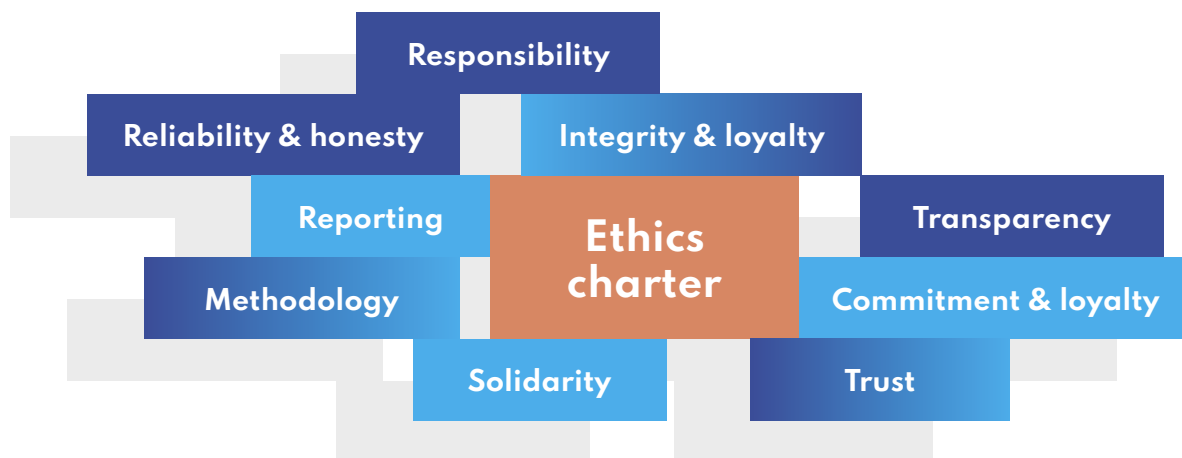 Responsibility
Reliability & honesty
Integrity & loyalty
Reporting
Ethics
charter
Transparency
Methodology
Commitment & loyalty
Solidarity
Trust